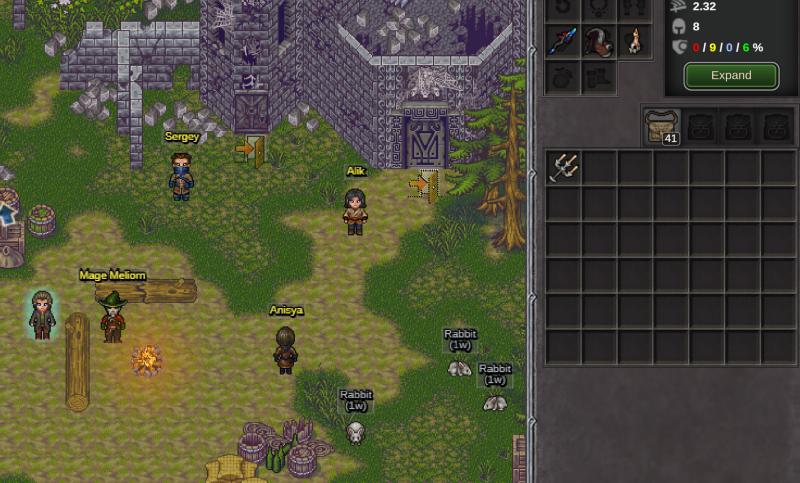 2.32
8
0 / 9 / 0 / 6 %
Expand
41
Sergey
Alik
Mage Meliorn
Anisya
Rabbit
(1w)
Rabbit
(1w)
Rabbit
(1w)